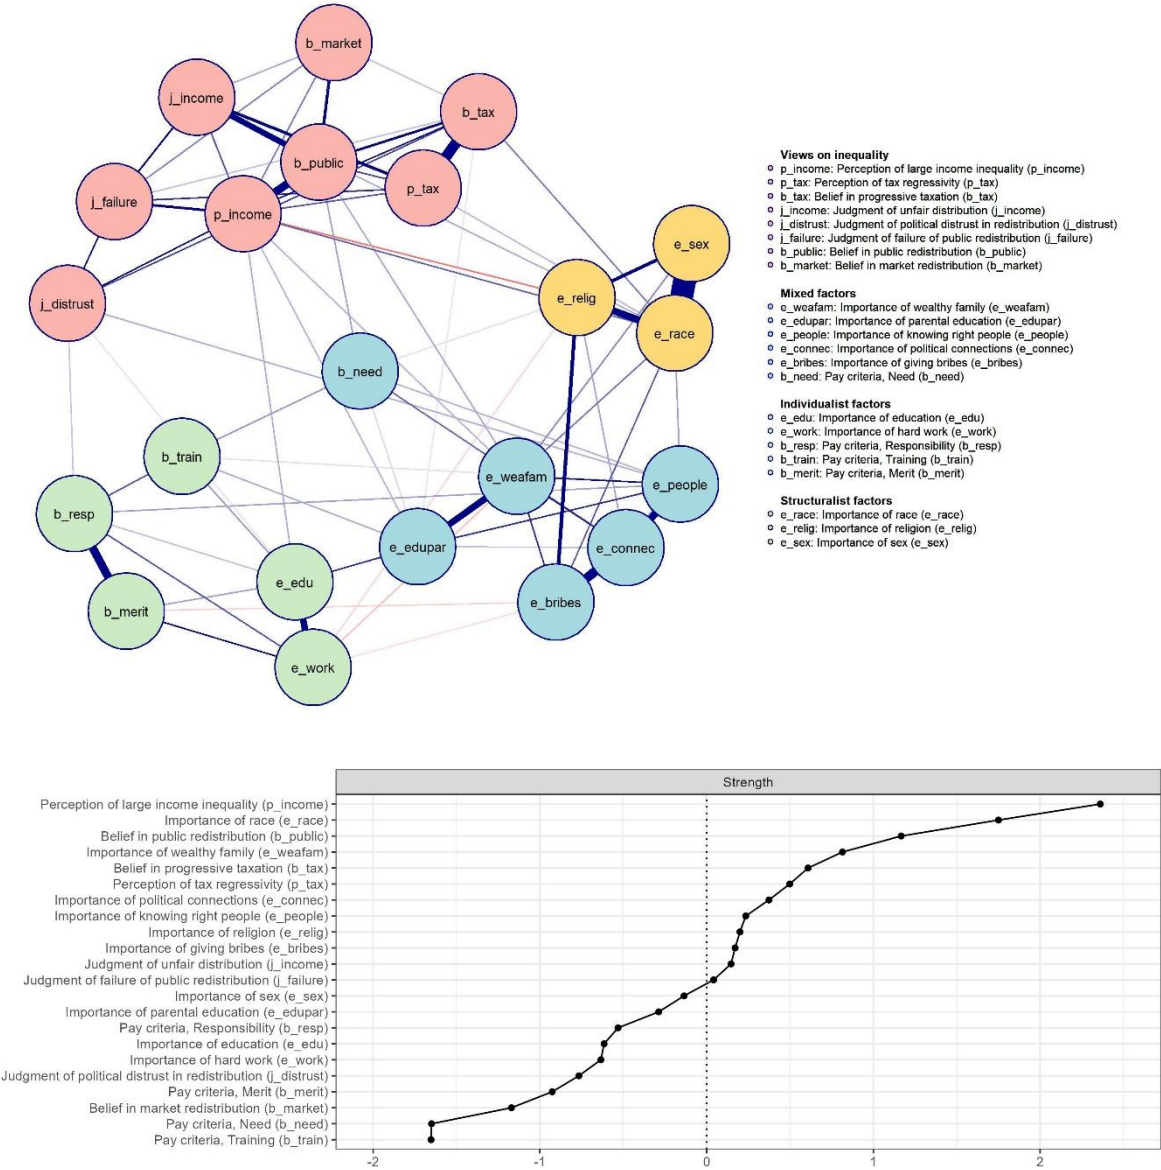 b_market
j_income
b_tax
b_public
p_tax
j_failure
p_income
e_sex
e_relig
j_distrust
e_race
b_need
b_train
e_weafam
e_people
b_resp
e_edupar
e_connec
e_edu
b_merit
e_bribes
e_work
Views on inequality
p_income: Perception of large income inequality (p_income)
p_tax: Perception of tax regressivity (p_tax)
b_tax: Belief in progressive taxation (b_tax)
j_income: Judgment of unfair distribution (j_income)
j_distrust: Judgment of political distrust in redistribution (j_distrust)
j_failure: Judgment of failure of public redistribution (j_failure)
b_public: Belief in public redistribution (b_public)
b_market: Belief in market redistribution (b_market)
Mixed factors
e_weafam: Importance of wealthy family (e_weafam)
e_edupar: Importance of parental education (e_edupar)
e_people: Importance of knowing right people (e_people)
e_connec: Importance of political connections (e_connec)
e_bribes: Importance of giving bribes (e_bribes)
b_need: Pay criteria, Need (b_need)
Individualist factors
e_edu: Importance of education (e_edu)
e_work: Importance of hard work (e_work)
b_resp: Pay criteria, Responsibility (b_resp)
b_train: Pay criteria, Training (b_train)
b_merit: Pay criteria, Merit (b_merit)
Structuralist factors
e_race: Importance of race (e_race)
e_relig: Importance of religion (e_relig)
e_sex: Importance of sex (e_sex)
Strength
Perception of large income inequality (p_income)
Importance of race (e_race)
Belief in public redistribution (b_public)
Importance of wealthy family (e_weafam)
Belief in progressive taxation (b_tax)
Perception of tax regressivity (p_tax)
Importance of political connections (e_connec)
Importance of knowing right people (e_people)
Importance of religion (e_relig)
Importance of giving bribes (e_bribes)
Judgment of unfair distribution (j_income)
Judgment of failure of public redistribution (j_failure)
Importance of sex (e_sex)
Importance of parental education (e_edupar)
Pay criteria, Responsibility (b_resp)
Importance of education (e_edu)
Importance of hard work (e_work)
Judgment of political distrust in redistribution (j_distrust)
Pay criteria, Merit (b_merit)
Belief in market redistribution (b_market)
Pay criteria, Need (b_need)
Pay criteria, Training (b_train)
-2 -1 0 1 2